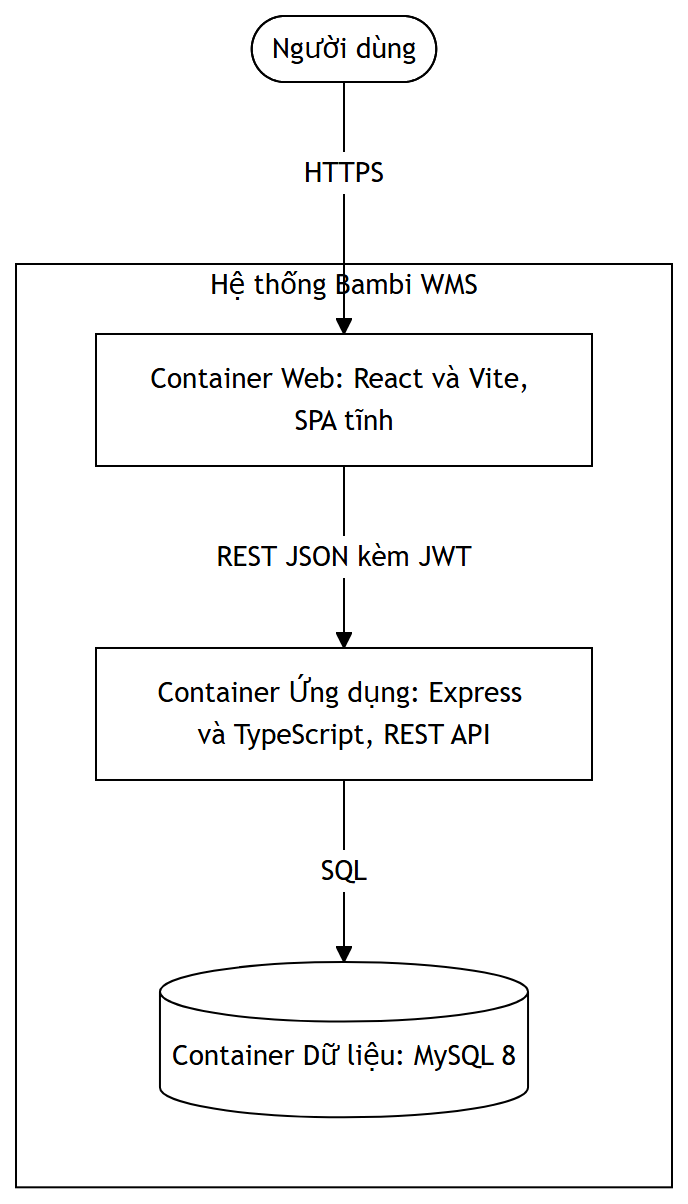 Người dùng
HTTPS
Hệ thống Bambi WMS
Container Web: React và Vite,
SPA tĩnh
REST JSON kèm JWT
Container Ứng dụng: Express
và TypeScript, REST API
SQL
Container Dữ liệu: MySQL 8